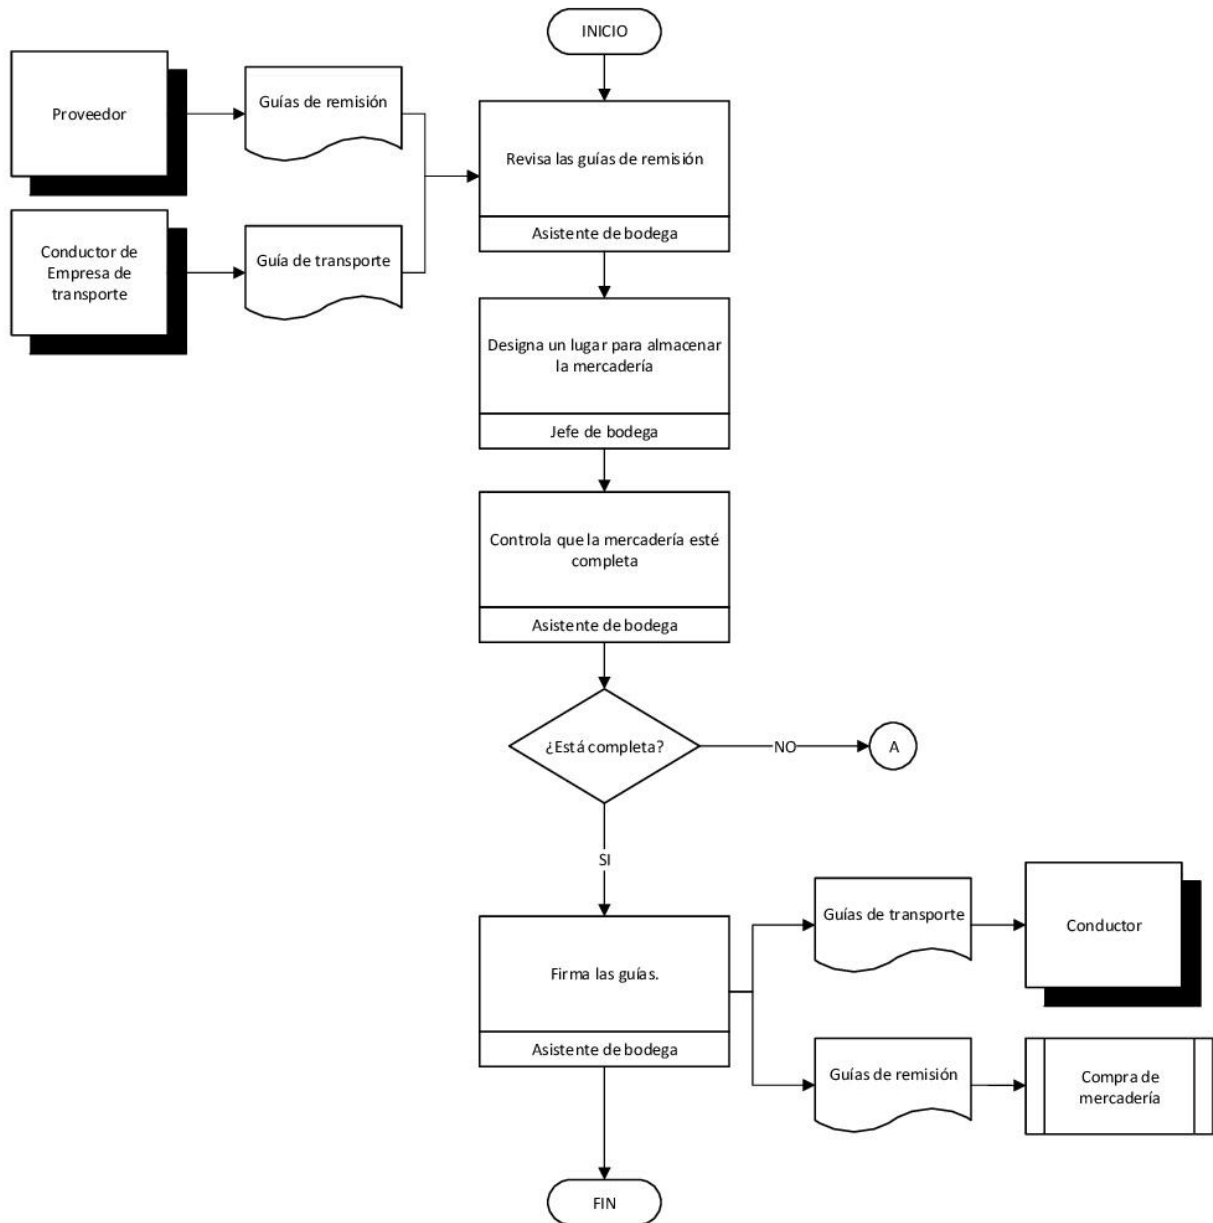 INICIO
Proveedor
Guías de remisión
Revisa las guías de remisión
Asistente de bodega
Conductor de
Empresa de
transporte
Guía de transporte
Designa un lugar para almacenar
la mercadería
Jefe de bodega
Controla que la mercadería esté
completa
Asistente de bodega
¿Está completa?
NO
A
SI
Firma las guías.
Asistente de bodega
Guías de transporte
Conductor
Guías de remisión
Compra de
mercadería
FIN